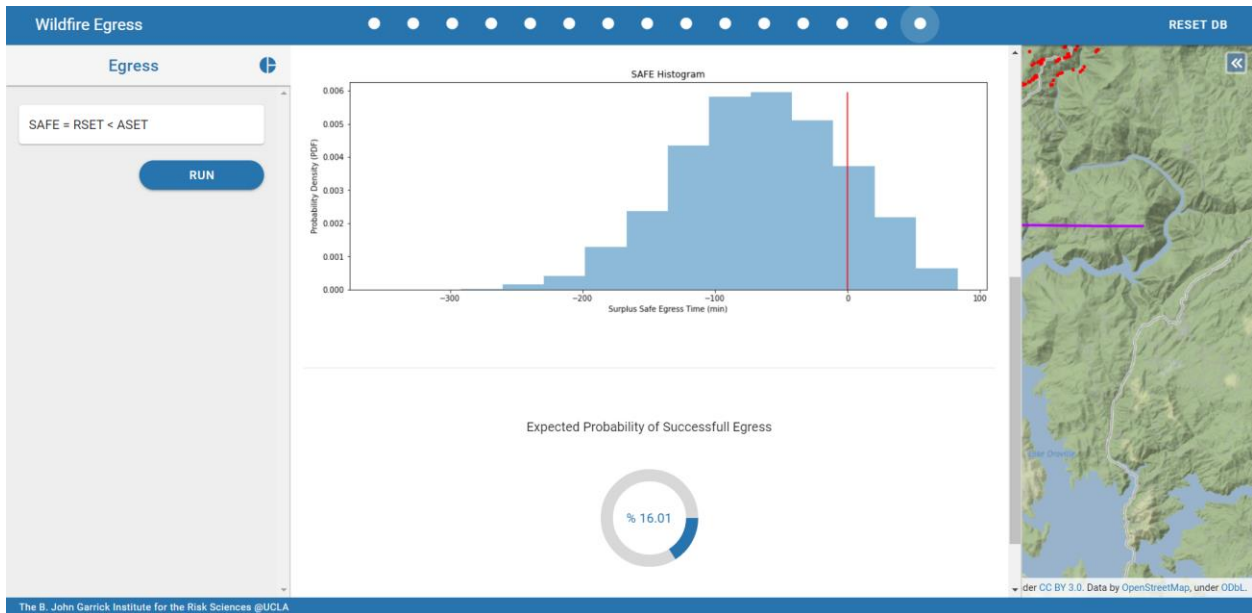 Wildfire Egress
RESET DB
Egress
SAFE = RSET < ASET
RUN
SAFE Histogram
Probability Density (PDF)
0.006
0.005
0.004
0.003
0.002
0.001
0.000
−300
−200
−100
0
100
Surplus Safe Egress Time (min)
Expected Probability of Successfull Egress
% 16.01
der CC BY 3.0. Data by OpenStreetMap, under ODbL.
The B. John Garrick Institute for the Risk Sciences @UCLA